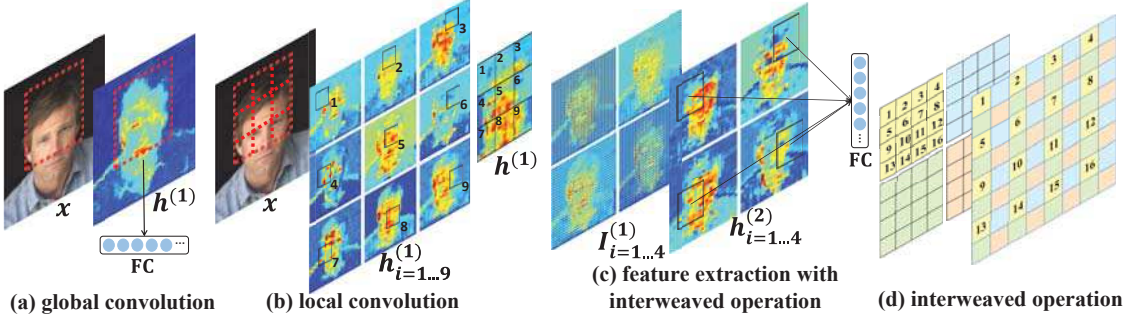 x
h(1)
FC
(a) global convolution
x
1
2
3
4
5
6
7
8
9
h(1)i=1...9
1
2
3
4
5
6
7
8
9
h(1)
(b) local convolution
I(1)i=1...4
h(2)i=1...4
FC
(c) feature extraction with
interweaved operation
1 2 3 4
5 6 7 8
9 10 11 12
13 14 15 16
1 2 3 4
5 6 7 8
9 10 11 12
13 14 15 16
(d) interweaved operation